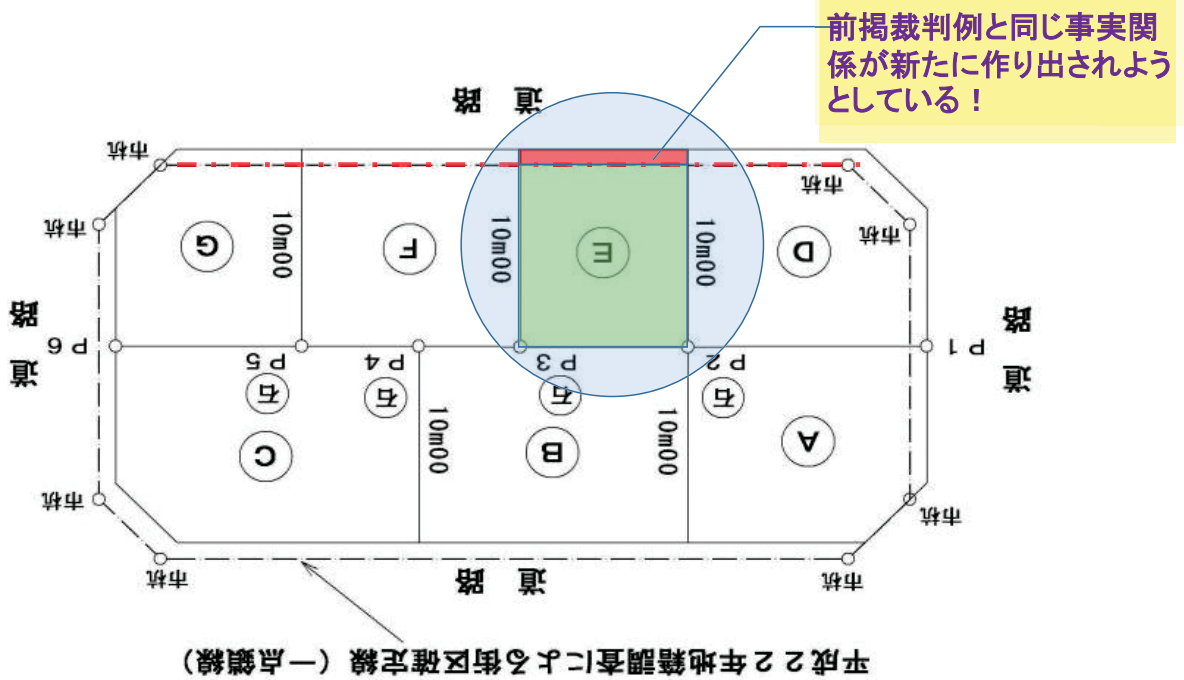 前掲裁判例と同じ事実関
係が新たに作り出されよう
としている！
道 路
市杭
市杭
市杭
市杭
G
10m00
F
10m00
E
10m00
D
道 路
P6
P5
P4
P3
P2
P1
道 路
石
石
石
石
C
10m00
B
10m00
A
市杭
市杭
市杭
市杭
道 路
平成２２年地籍調査による街区確定線（一点鎖線）